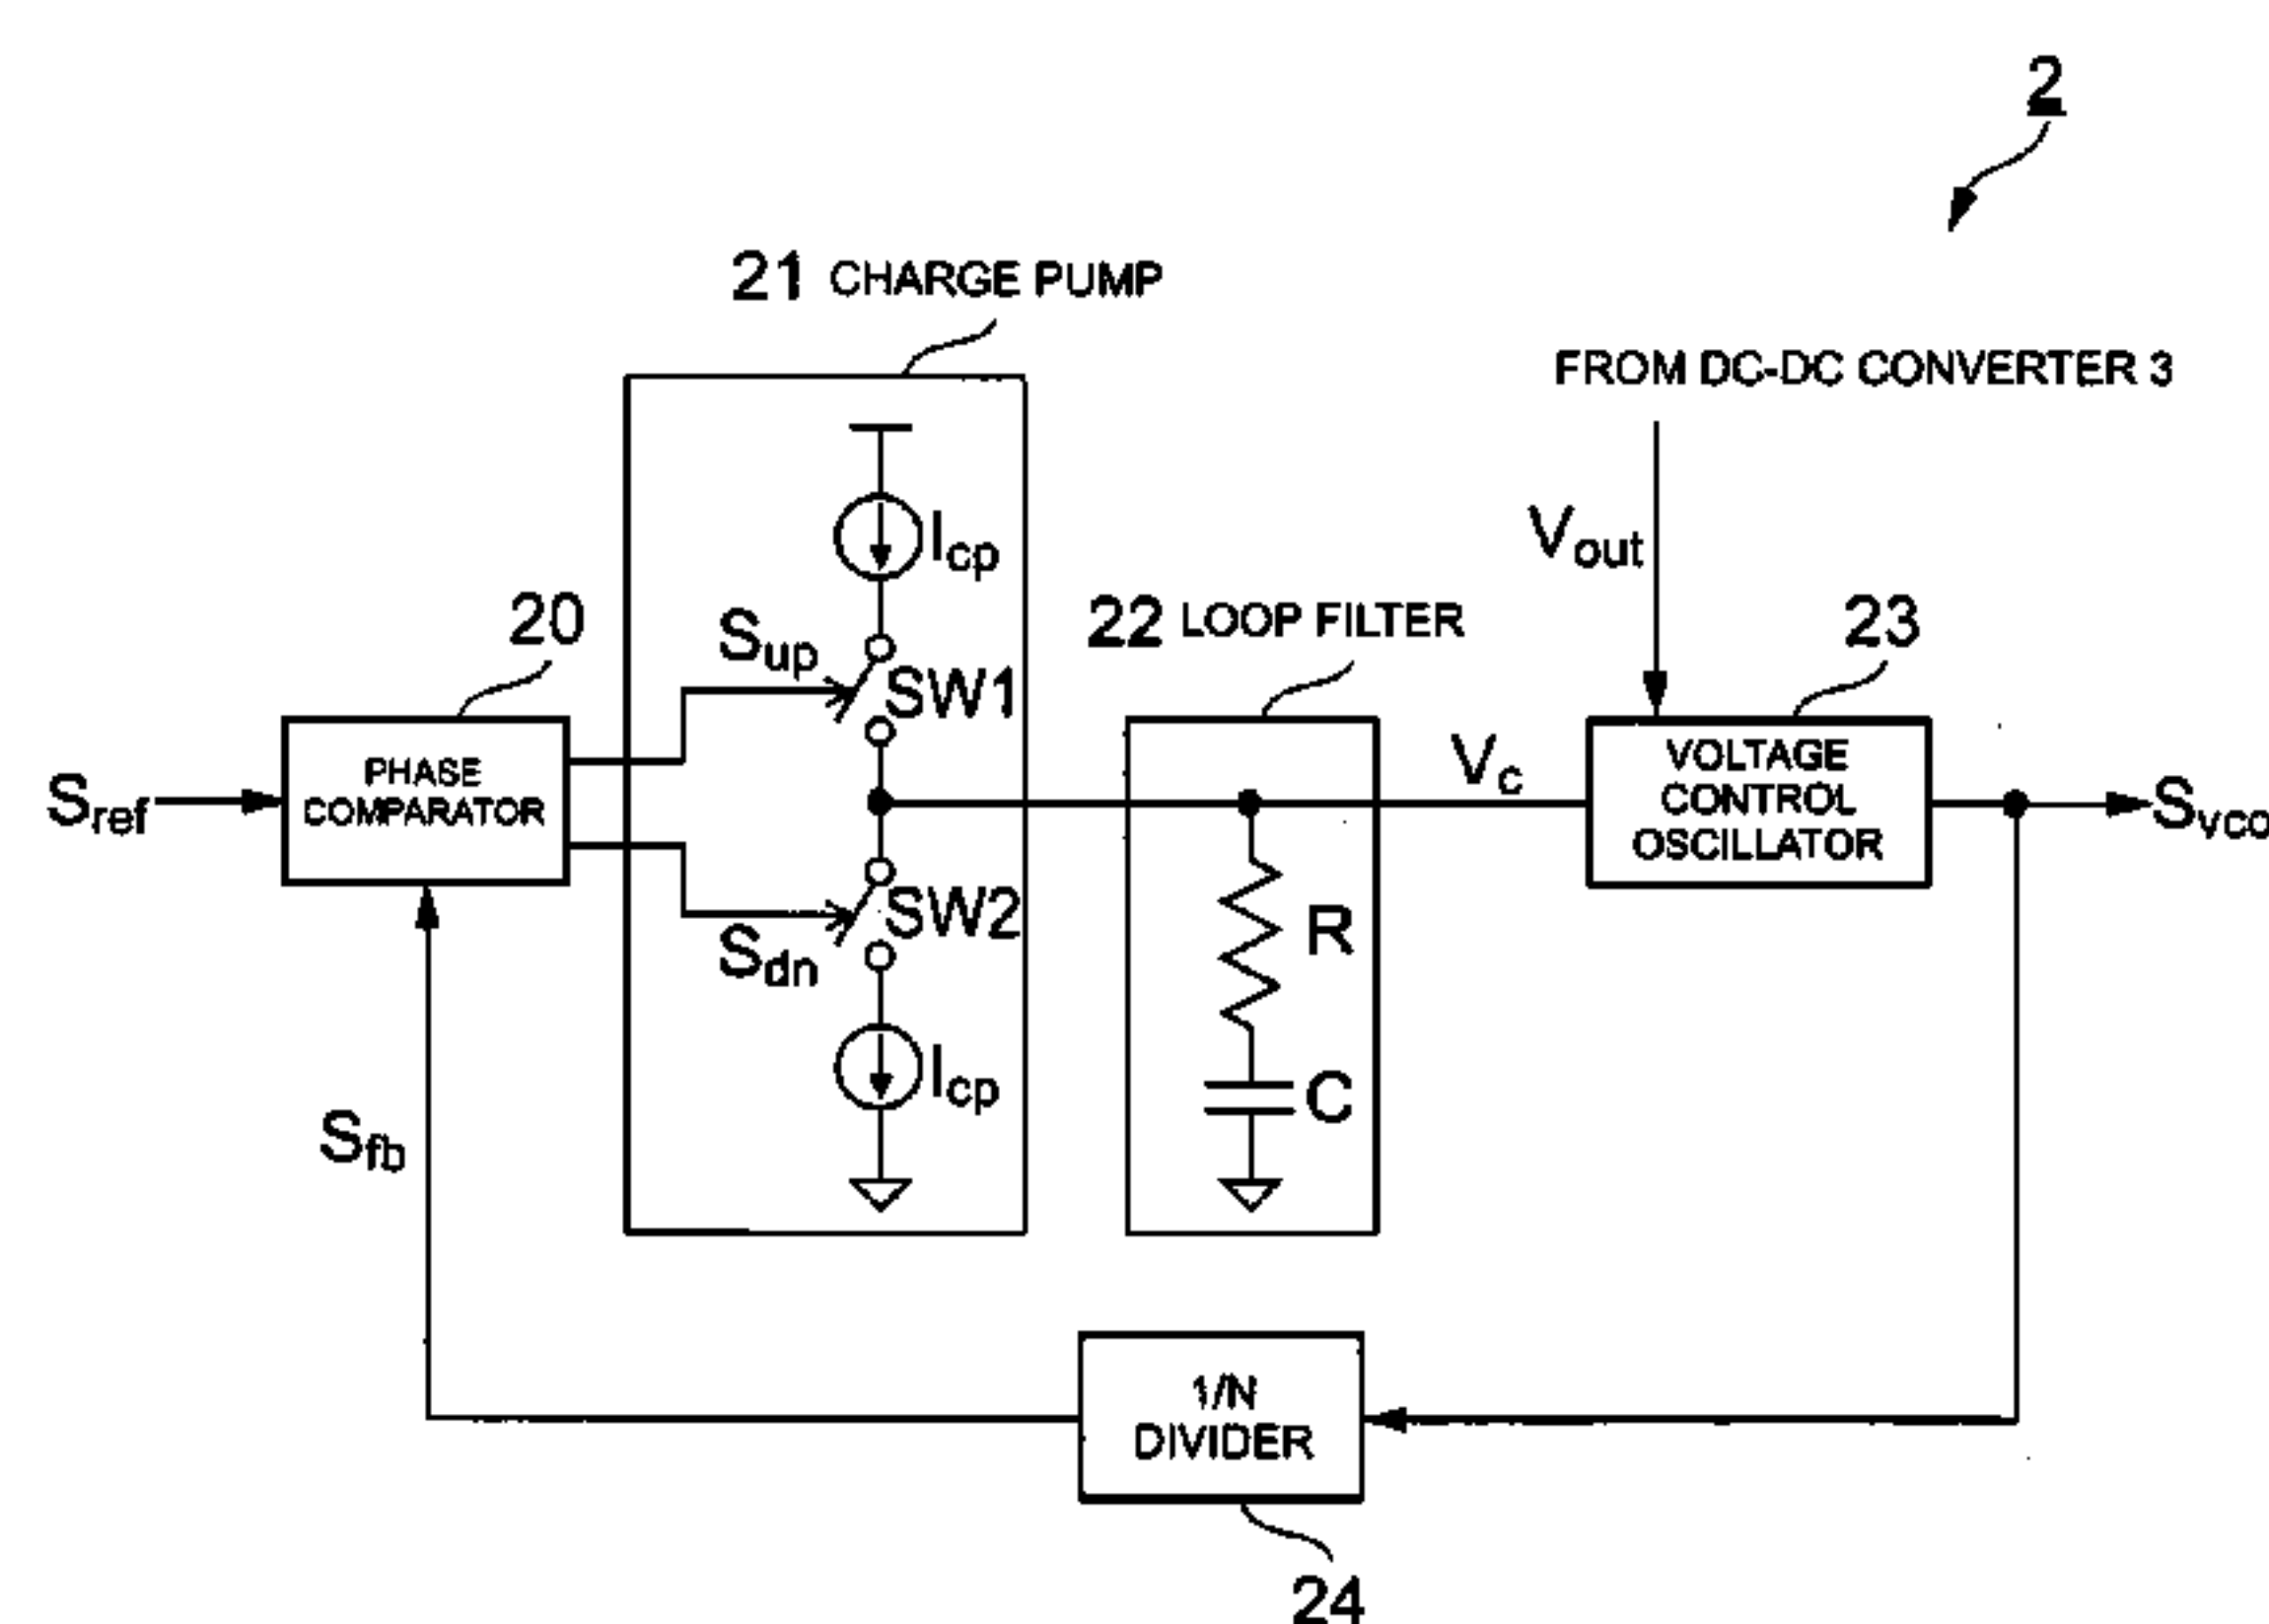 2
21 CHARGE PUMP
FROM DC-DC CONVERTER 3
Icp
Vout
20
Sup
SW1
22 LOOP FILTER
23
Sref
PHASE
COMPARATOR
Vc
VOLTAGE
CONTROL
OSCILLATOR
Svco
SW2
Sdn
R
Icp
C
Sfb
1/N
DIVIDER
24